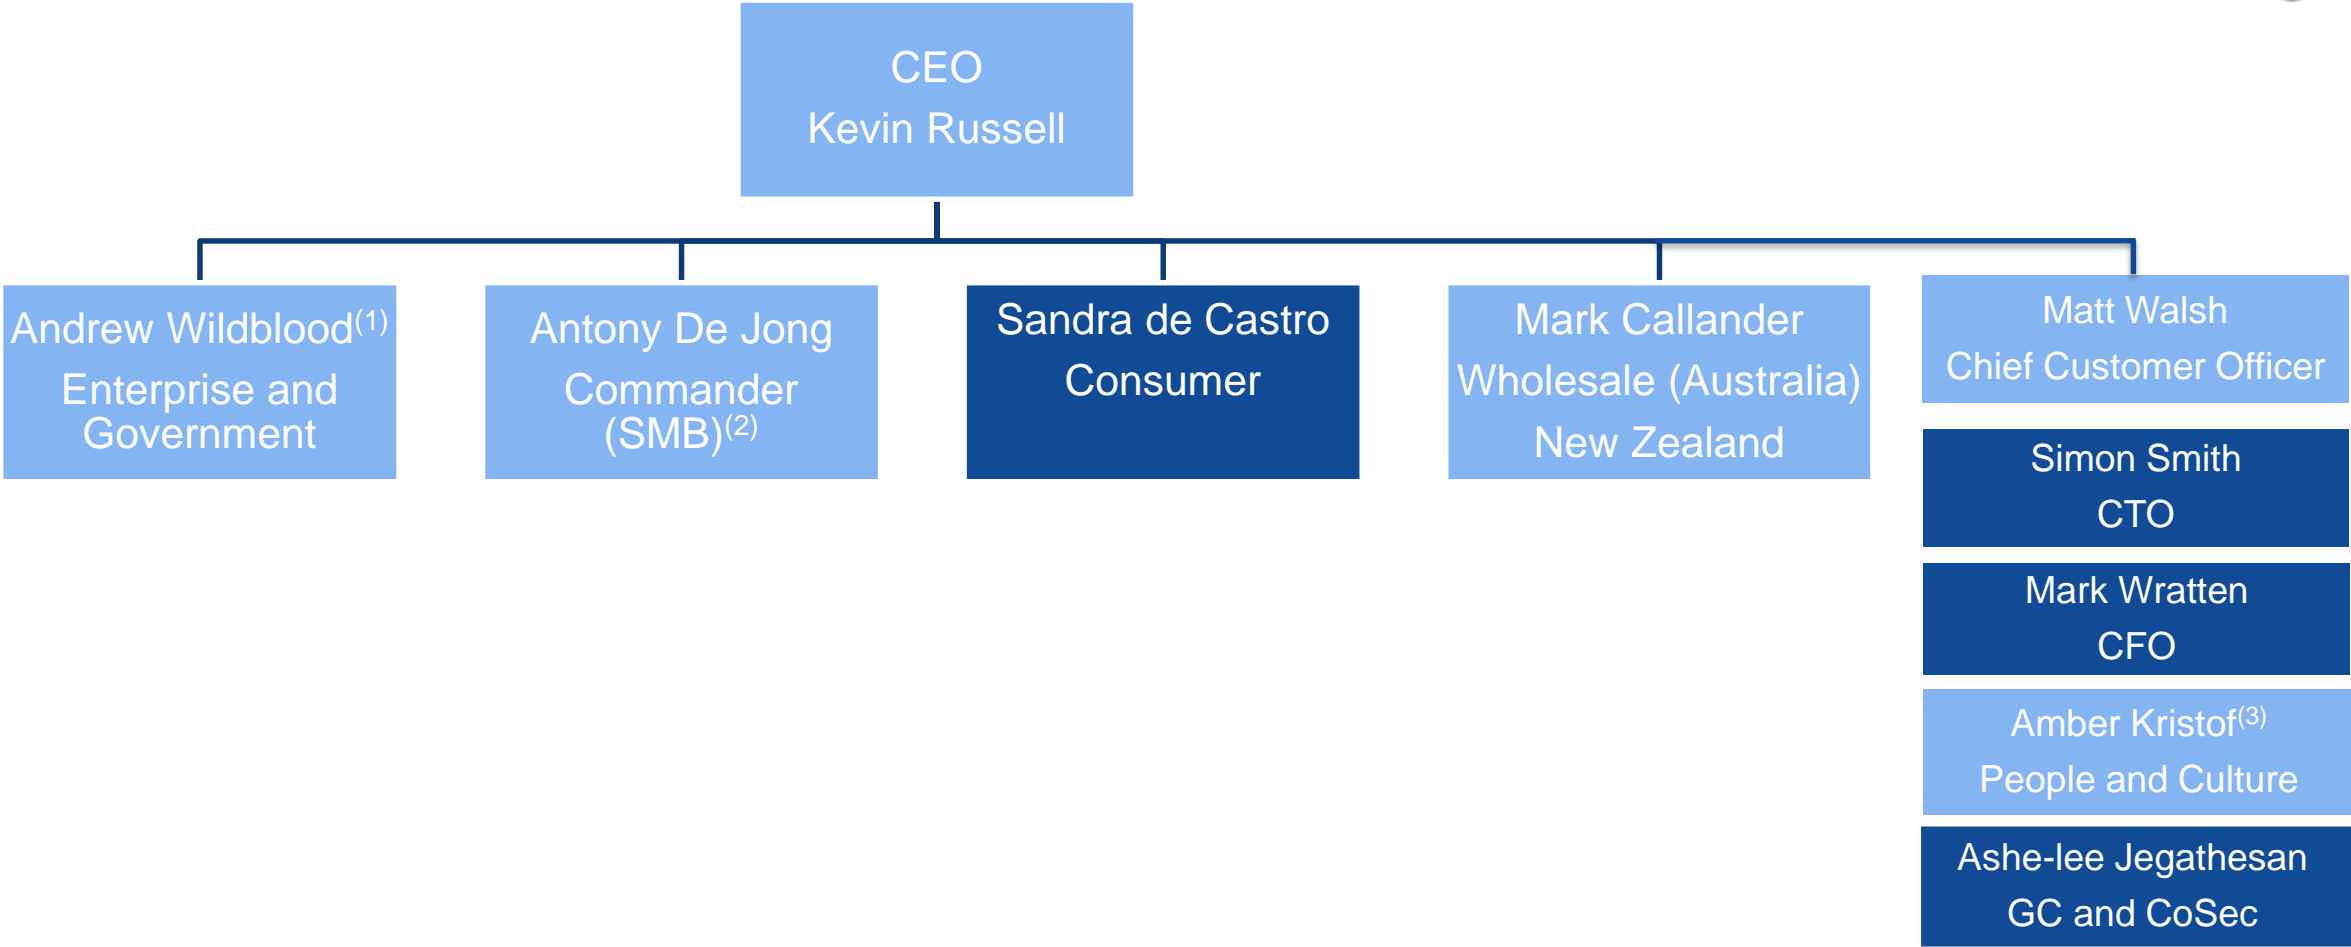 CEO
Kevin Russell
Andrew Wildblood(1)
Enterprise and
Government
Antony De Jong
Commander
(SMB)(2)
Sandra de Castro
Consumer
Mark Callander
Wholesale (Australia)
New Zealand
Matt Walsh
Chief Customer Officer
Simon Smith
CTO
Mark Wratten
CFO
Amber Kristof(3)
People and Culture
Ashe-lee Jegathesan
GC and CoSec